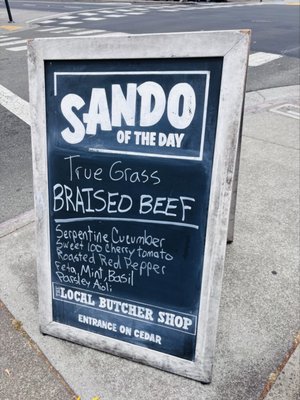 SANDO
OF THE DAY
True Grass
BRAISED BEEF
Serpentine Cucumber
Sweet 100 Cherry tomato
Roasted Red Pepper
feta, Mint, Basil
Parsley Aioli
THE LOCAL BUTCHER SHOP
ENTRANCE ON CEDAR